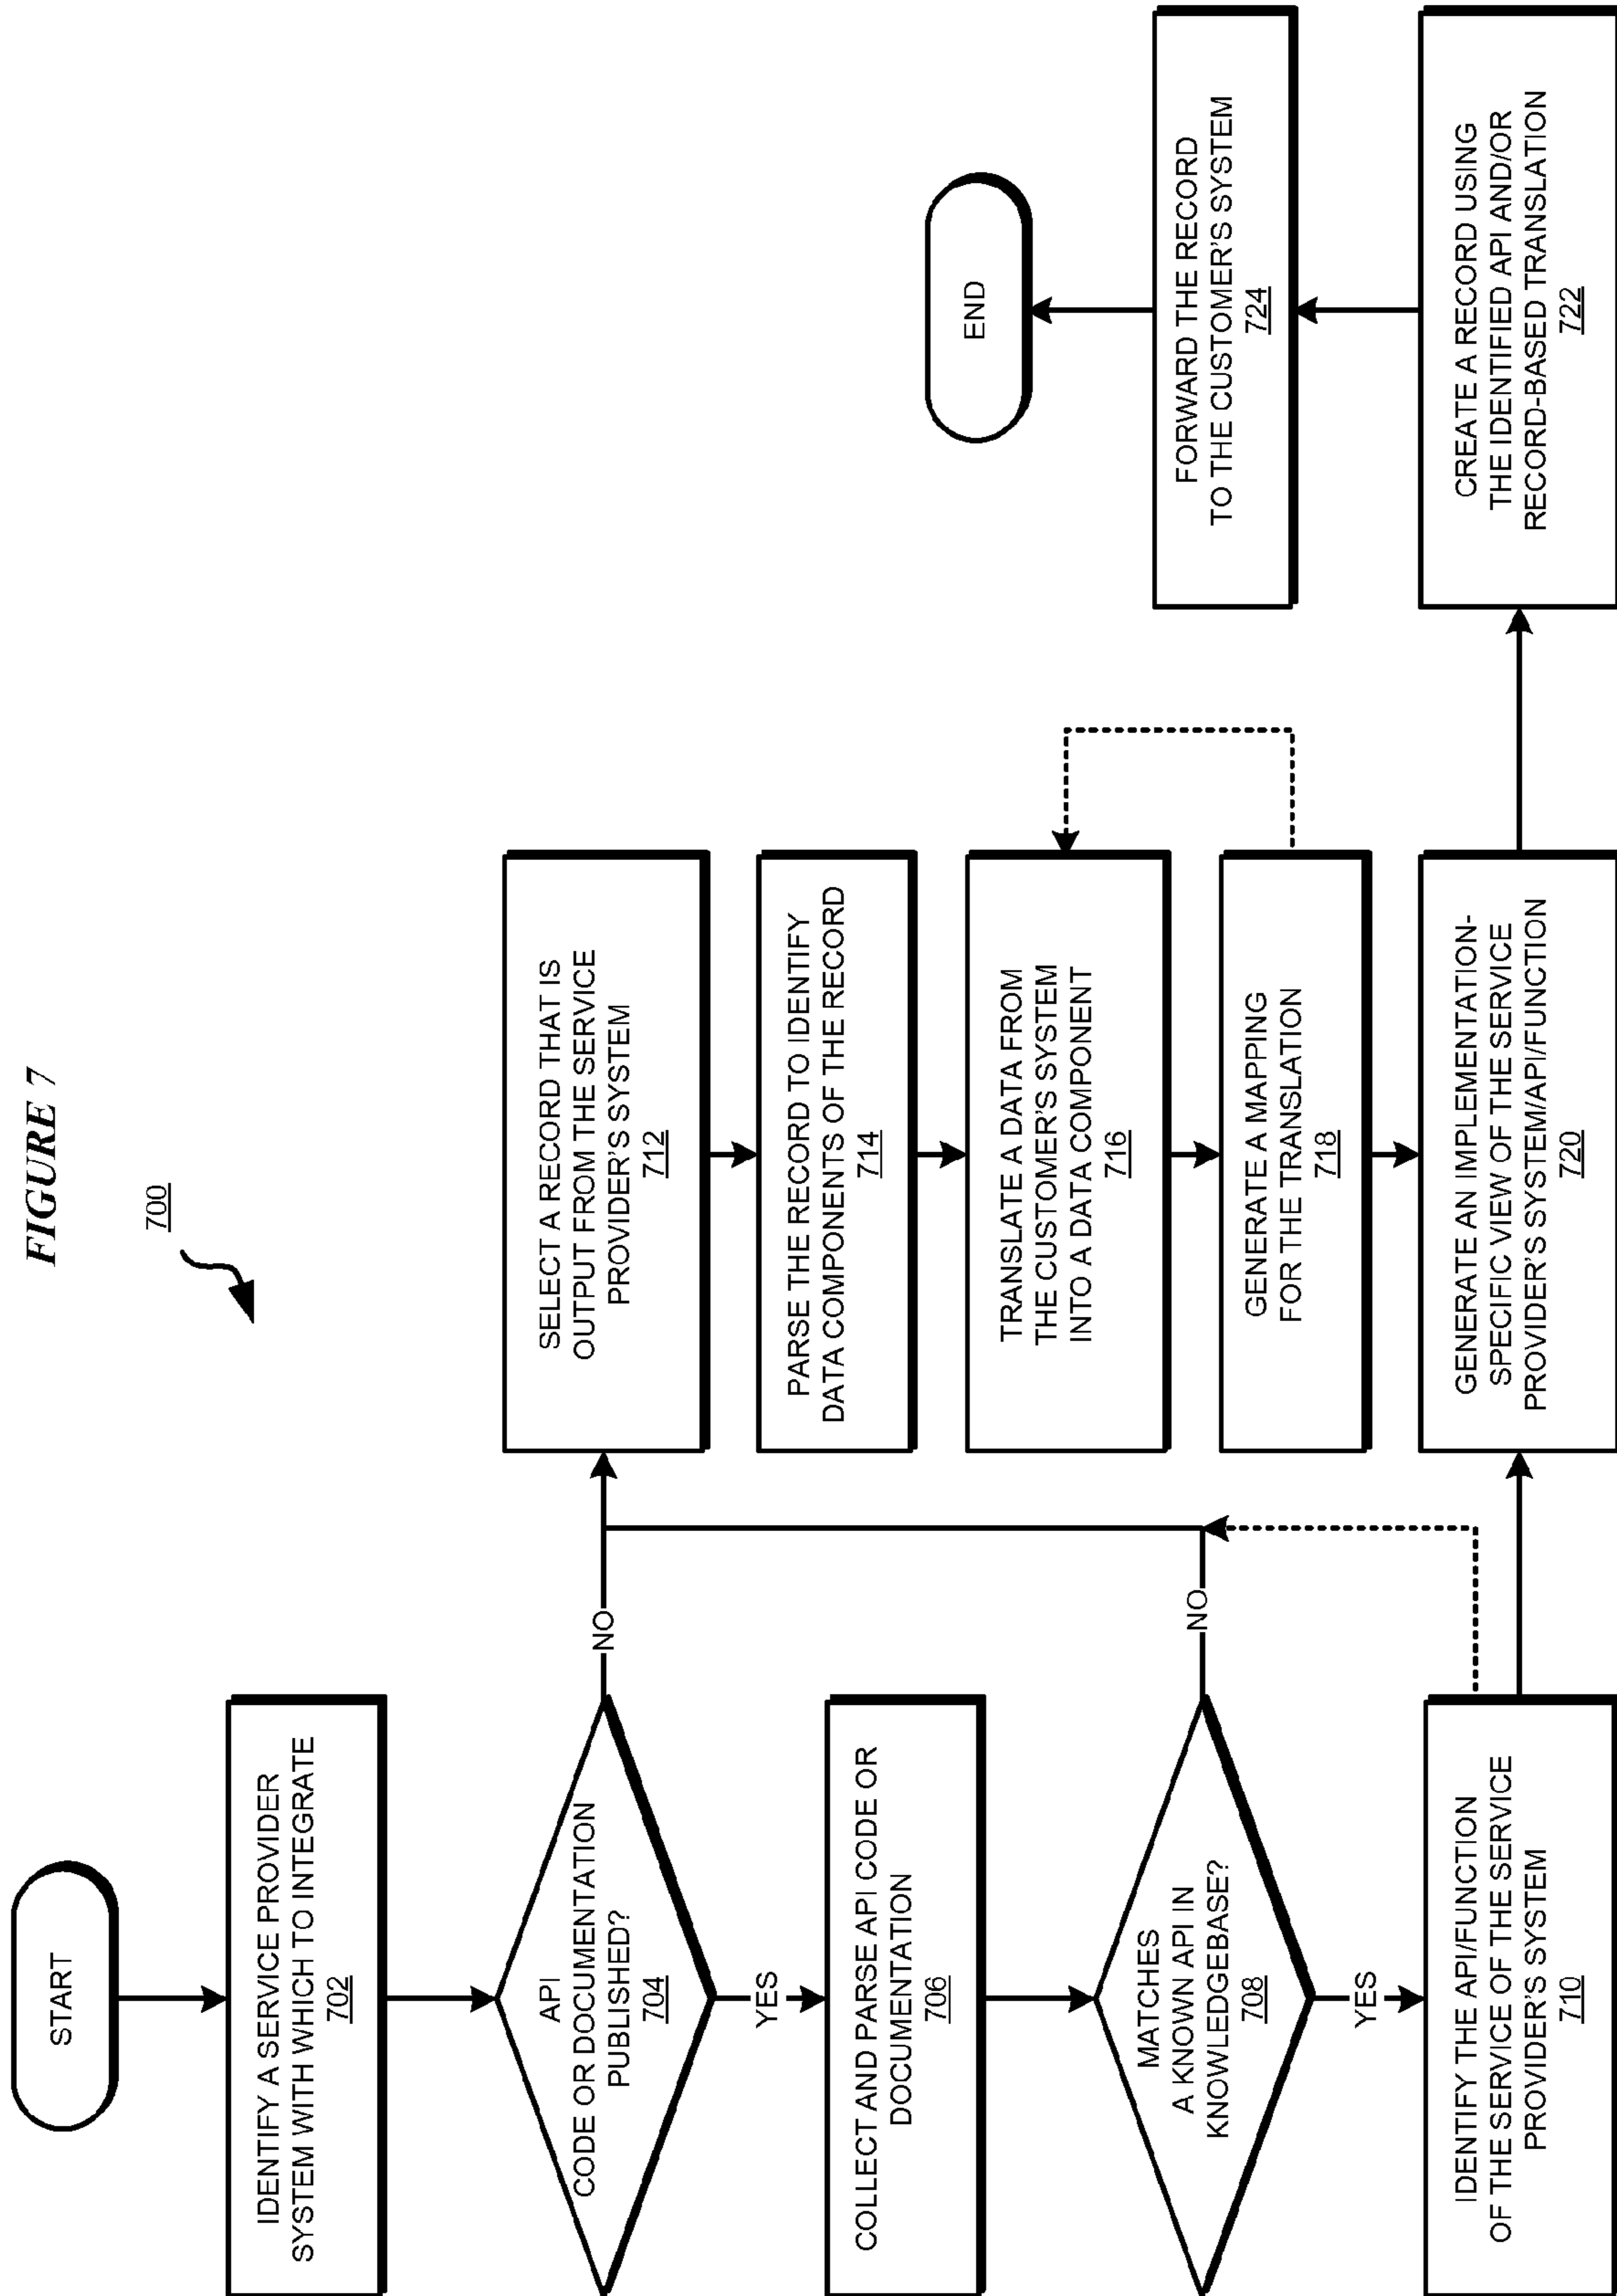 FIGURE 7
700
START
IDENTIFY A SERVICE PROVIDER
SYSTEM WITH WHICH TO INTEGRATE
702
API
CODE OR DOCUMENTATION
PUBLISHED?
704
NO
YES
COLLECT AND PARSE API CODE OR
DOCUMENTATION
706
MATCHES
A KNOWN API IN
KNOWLEDGEBASE?
708
NO
YES
IDENTIFY THE API/FUNCTION
OF THE SERVICE OF THE SERVICE
PROVIDER'S SYSTEM
710
SELECT A RECORD THAT IS
OUTPUT FROM THE SERVICE
PROVIDER'S SYSTEM
712
PARSE THE RECORD TO IDENTIFY
DATA COMPONENTS OF THE RECORD
714
TRANSLATE A DATA FROM
THE CUSTOMER'S SYSTEM
INTO A DATA COMPONENT
716
GENERATE A MAPPING
FOR THE TRANSLATION
718
GENERATE AN IMPLEMENTATION-
SPECIFIC VIEW OF THE SERVICE
PROVIDER'S SYSTEM/API/FUNCTION
720
END
FORWARD THE RECORD
TO THE CUSTOMER'S SYSTEM
724
CREATE A RECORD USING
THE IDENTIFIED API AND/OR
RECORD-BASED TRANSLATION
722